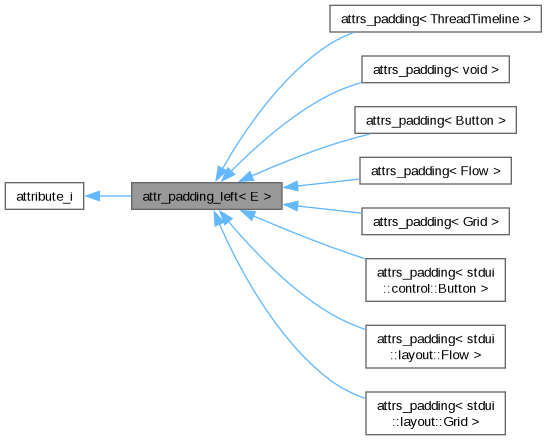 attrs_padding< ThreadTimeline >
attrs_padding< void >
attrs_padding< Button >
attrs_padding< Flow >
attribute_i
attr_padding_left< E >
attrs_padding< Grid >
attrs_padding< stdui
::control::Button >
attrs_padding< stdui
::layout::Flow >
attrs_padding< stdui
::layout::Grid >